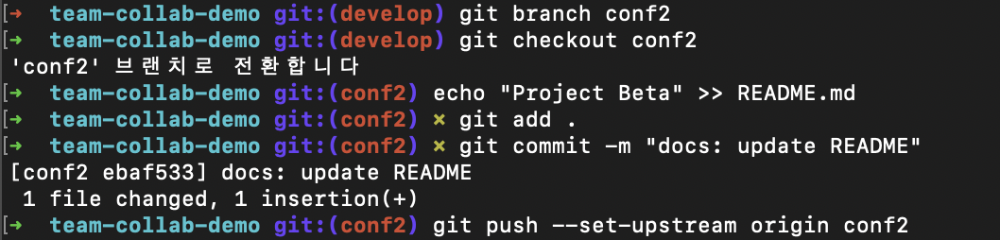 → team-collab-demo git:(develop) git branch conf2
→ team-collab-demo git:(develop) git checkout conf2
'conf2' 브랜치로 전환합니다
→ team-collab-demo git:(conf2) echo "Project Beta" >> README.md
→ team-collab-demo git:(conf2) × git add .
→ team-collab-demo git:(conf2) × git commit -m "docs: update README"
[conf2 ebaf533] docs: update README
1 file changed, 1 insertion(+)
→ team-collab-demo git:(conf2) git push --set-upstream origin conf2